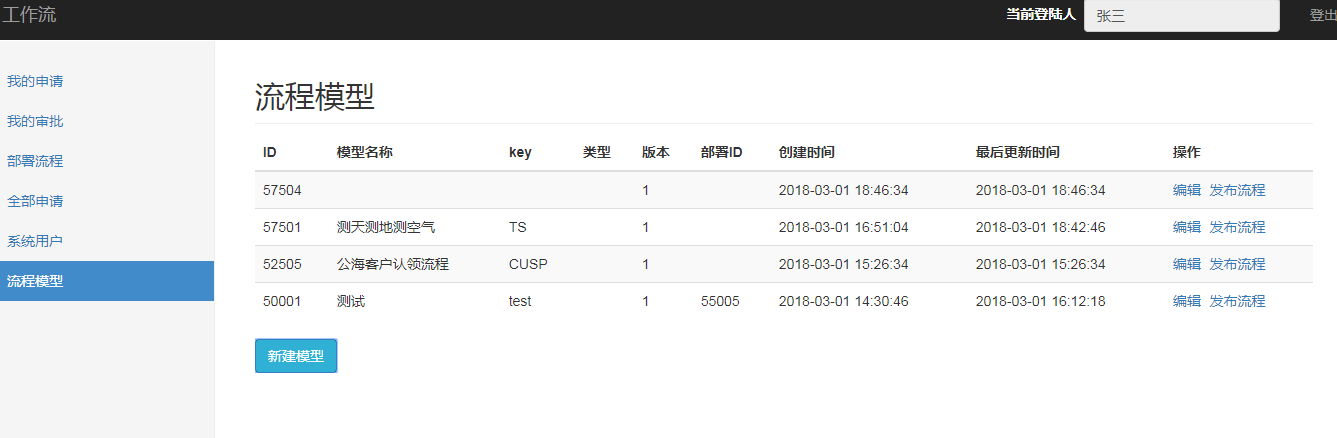 工作流 当前登陆人 张三 登出
我的申请
我的审批
部署流程
全部申请
系统用户
流程模型
流程模型
ID 模型名称 key 类型 版本 部署ID 创建时间 最后更新时间 操作
57504 1 2018-03-01 18:46:34 2018-03-01 18:46:34 编辑 发布流程
57501 测天测地测空气 TS 1 2018-03-01 16:51:04 2018-03-01 18:42:46 编辑 发布流程
52505 公海客户认领流程 CUSP 1 2018-03-01 15:26:34 2018-03-01 15:26:34 编辑 发布流程
50001 测试 test 1 55005 2018-03-01 14:30:46 2018-03-01 16:12:18 编辑 发布流程
新建模型